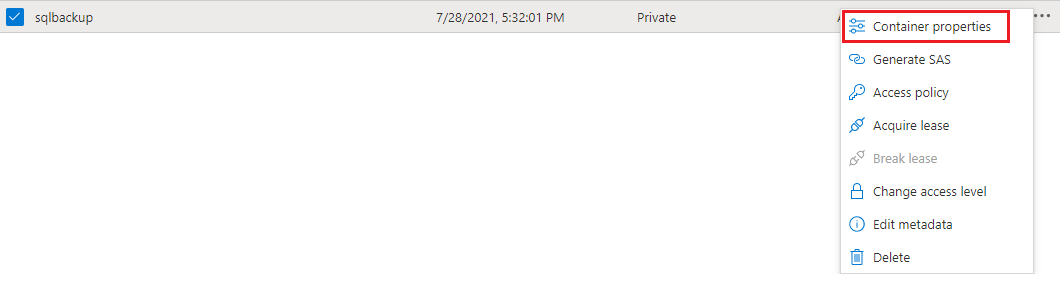 sqlbackup 7/28/2021, 5:32:01 PM Private
Container properties
Generate SAS
Access policy
Acquire lease
Break lease
Change access level
Edit metadata
Delete